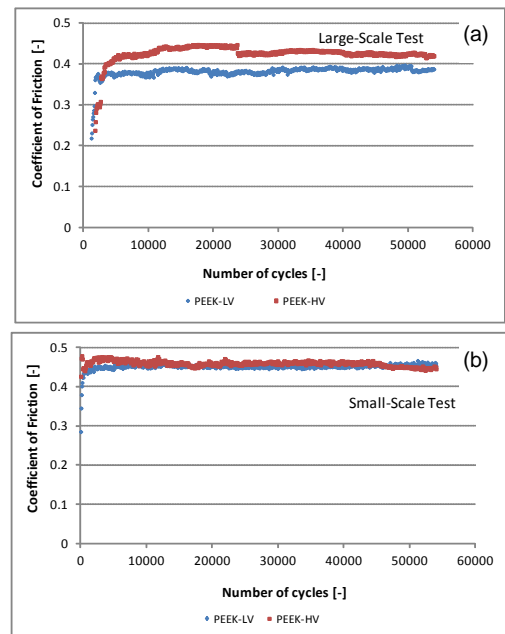 (a)
Large-Scale Test
Coefficient of Friction [-]
0.5
0.4
0.3
0.2
0.1
0
0 10000 20000 30000 40000 50000 60000
Number of cycles [-]
PEEK-LV PEEK-HV
(b)
Small-Scale Test
Coefficient of Friction [-]
0.5
0.4
0.3
0.2
0.1
0
0 10000 20000 30000 40000 50000 60000
Number of cycles [-]
PEEK-LV PEEK-HV